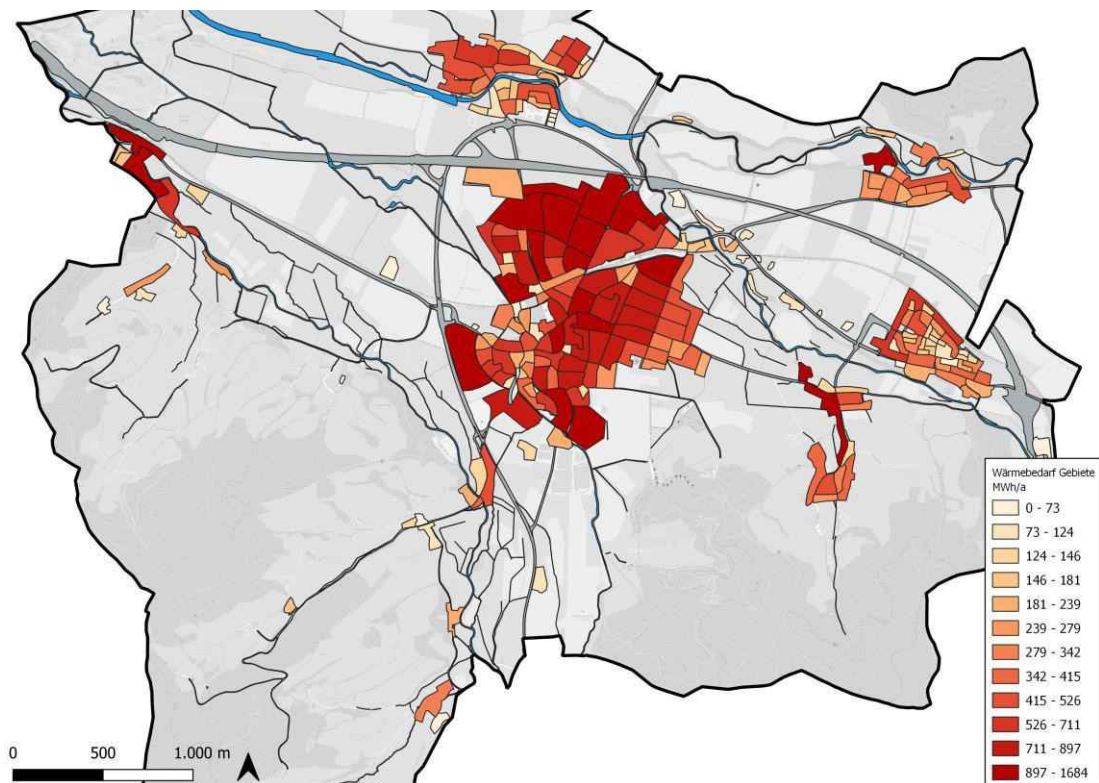 Wärmebedarf Gebiete
MWh/a
0 - 73
73 - 124
124 - 146
146 - 181
181 - 239
239 - 279
279 - 342
342 - 415
415 - 526
526 - 711
711 - 897
897 - 1684
0 500 1.000 m